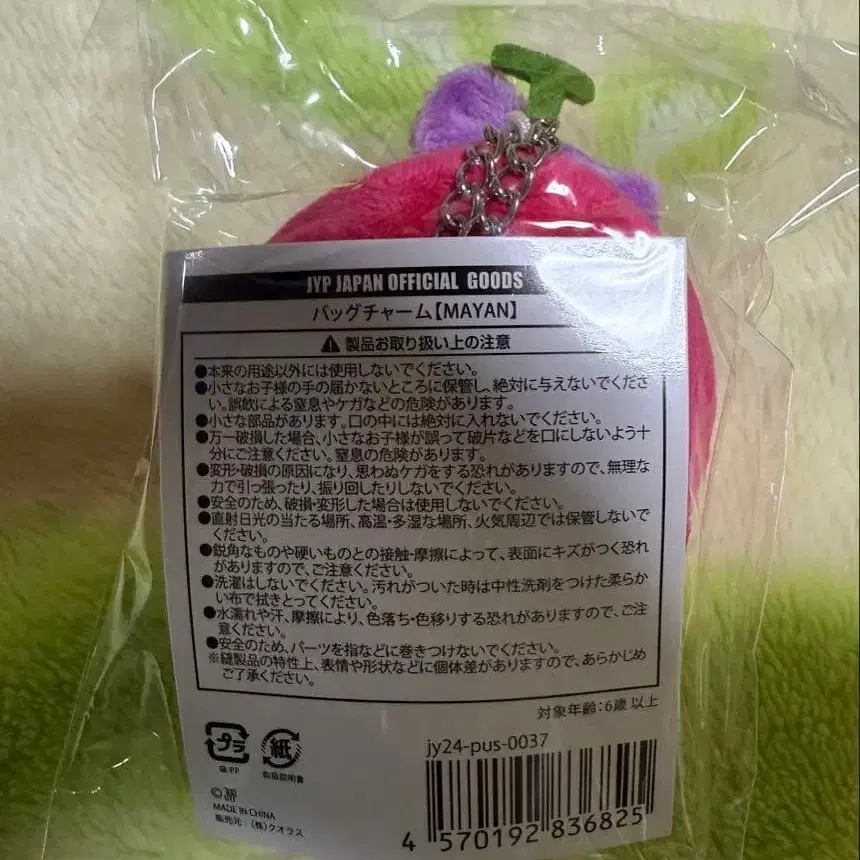 JYP JAPAN OFFICIAL GOODS
バッグチャーム【MAYAN】
⚠製品お取り扱い上の注意
●本来の用途以外には使用しないでください。
●小さなお子様の手の届かないところに保管し、絶対に与えないでくださ
い。誤飲による窒息やケガなどの危険があります。
●小さな部品があります。口の中には絶対に入れないでください。
●万一破損した場合、小さなお子様が誤って破片などを口にしないよう十
分にご注意ください。窒息の危険があります。
●変形・破損の原因になり、思わぬケガをする恐れがありますので、無理な
力で引っ張ったり、振り回したりしないでください。
●安全のため、破損・変形した場合は使用しないでください。
●直射日光の当たる場所、高温・多湿な場所、火気周辺では保管しないで
ください。
●鋭角なものや硬いものとの接触・摩擦によって、表面にキズがつく恐れ
がありますので、ご注意ください。
●洗濯はしないでください。汚れがついた時は中性洗剤をつけた柔らか
い布で拭きとってください。
●水濡れや汗、摩擦により、色落ち・色移りする恐れがありますので、ご注
意ください。
●安全のため、パーツを指などに巻きつけないでください。
※縫製品の特性上、表情や形状などに個体差がありますので、あらかじめ
ご了承ください。
対象年齢:6歳以上
プラ
袋:PP
紙
取扱説明書
jy24-pus-0037
©JYP
MADE IN CHINA
販売元:(株)クオラス
4 570192 836825